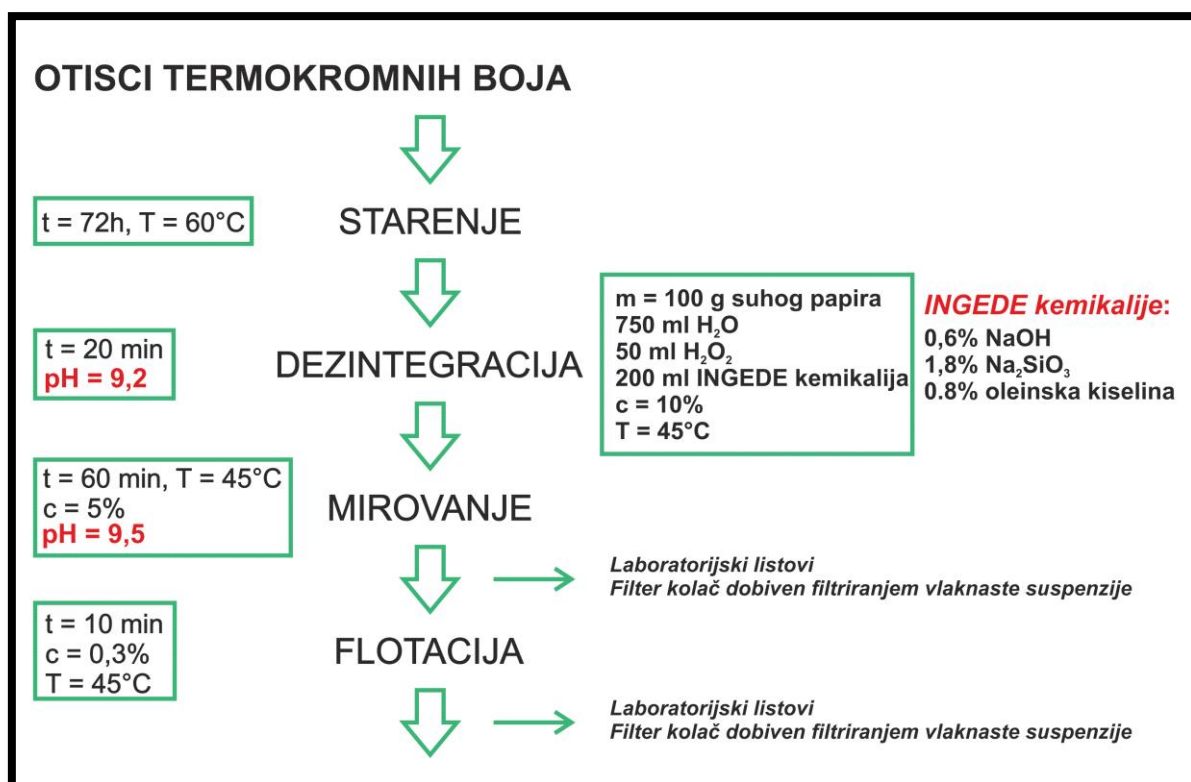 OTISCI TERMOKROMNIH BOJA
t = 72h, T = 60°C
STARENJE
t = 20 min
pH = 9,2
DEZINTEGRACIJA
m = 100 g suhog papira
750 ml H₂O
50 ml H₂O₂
200 ml INGEDE kemikalija
c = 10%
T = 45°C
INGEDE kemikalije:
0,6% NaOH
1,8% Na₂SiO₃
0.8% oleinska kiselina
t = 60 min, T = 45°C
c = 5%
pH = 9,5
MIROVANJE
Laboratorijski listovi
Filter kolač dobiven filtriranjem vlaknaste suspenzije
t = 10 min
c = 0,3%
T = 45°C
FLOTACIJA
Laboratorijski listovi
Filter kolač dobiven filtriranjem vlaknaste suspenzije